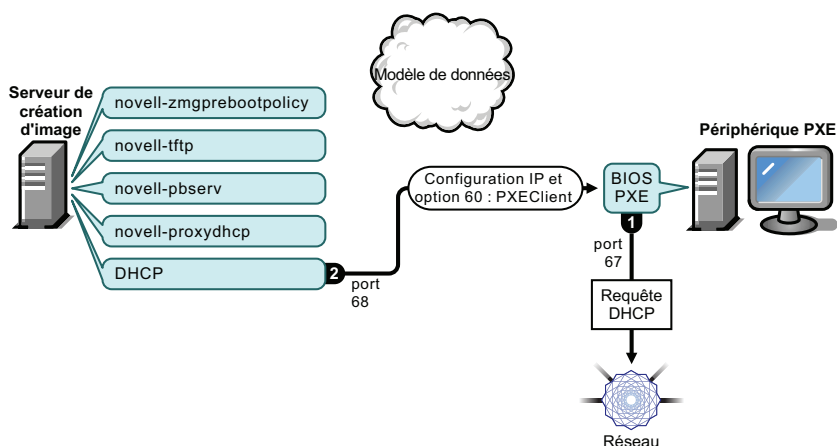 Modèle de données
Serveur de
création
d'image
novell-zmgprebootpolicy
novell-tftp
novell-pbserv
novell-proxydhcp
DHCP
2
port
68
Configuration IP et
option 60 : PXEClient
BIOS
PXE
1
Périphérique PXE
port
67
Requête
DHCP
Réseau